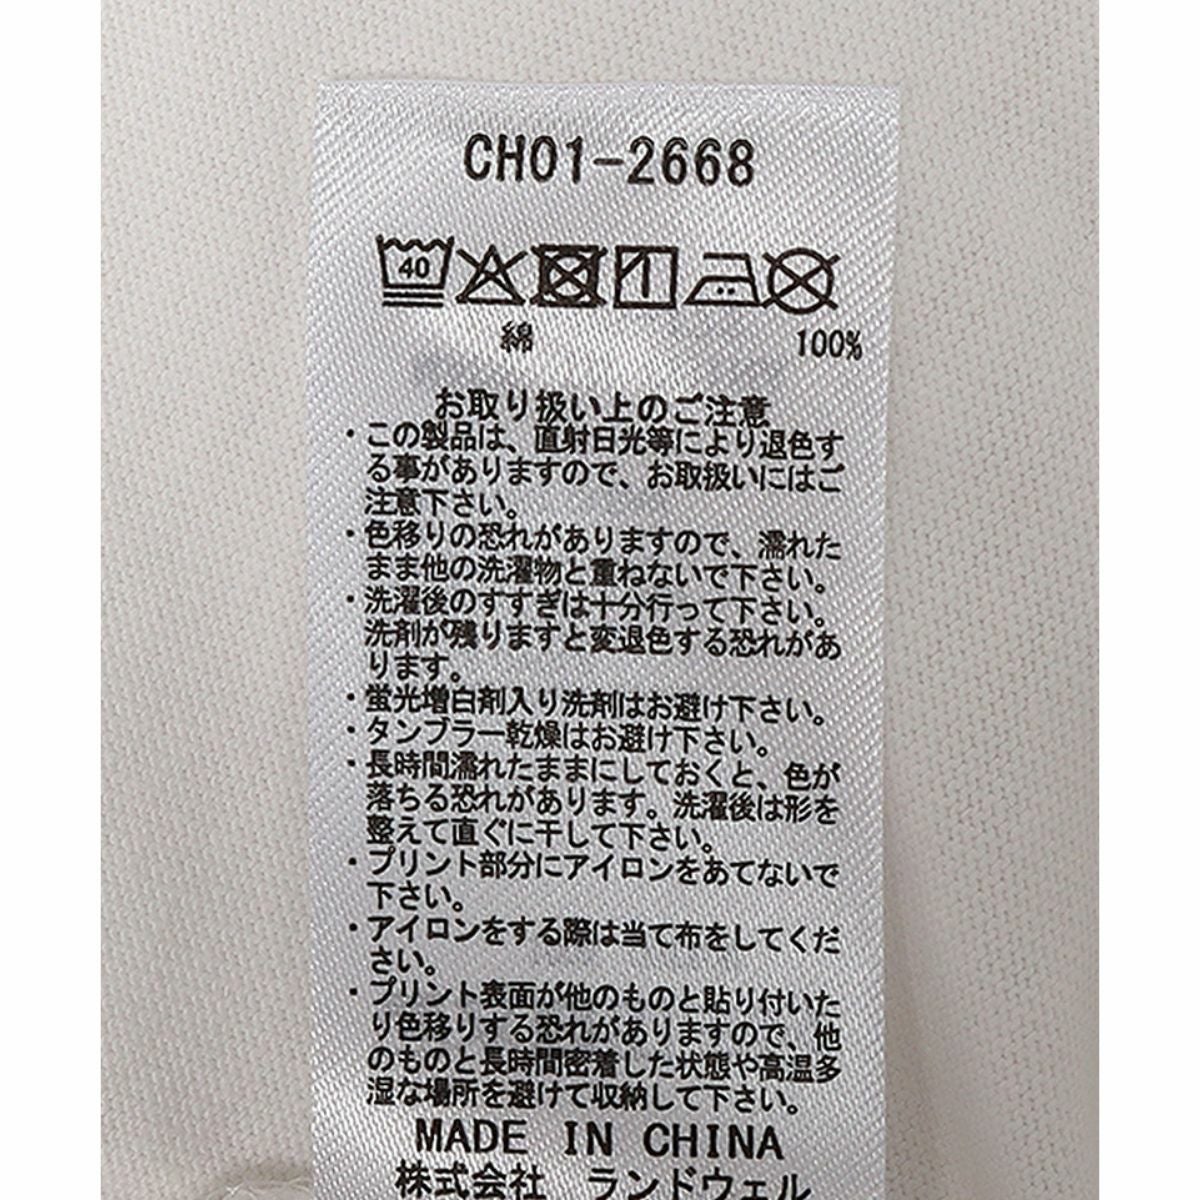 CH01-2668
40
綿 100%
お取り扱い上のご注意
・この製品は、直射日光等により退色す
る事がありますので、お取扱いにはご
注意下さい。
・色移りの恐れがありますので、濡れた
まま他の洗濯物と重ねないで下さい。
・洗濯後のすすぎは十分行って下さい。
洗剤が残りますと変退色する恐れがあ
ります。
・蛍光増白剤入り洗剤はお避け下さい。
・タンブラー乾燥はお避け下さい。
・長時間濡れたままにしておくと、色が
落ちる恐れがあります。洗濯後は形を
整えて直ぐに干して下さい。
・プリント部分にアイロンをあてないで
下さい。
・アイロンをする際は当て布をしてくだ
さい。
・プリント表面が他のものと貼り付いた
り色移りする恐れがありますので、他
のものと長時間密着した状態や高温多
湿な場所を避けて収納して下さい。
MADE IN CHINA
株式会社 ランドウェル